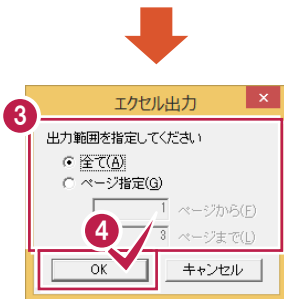 エクセル出力
3
出力範囲を指定してください
全て(A)
ページ指定(G)
1 ページから(F)
4
3 ページまで(L)
OK キャンセル